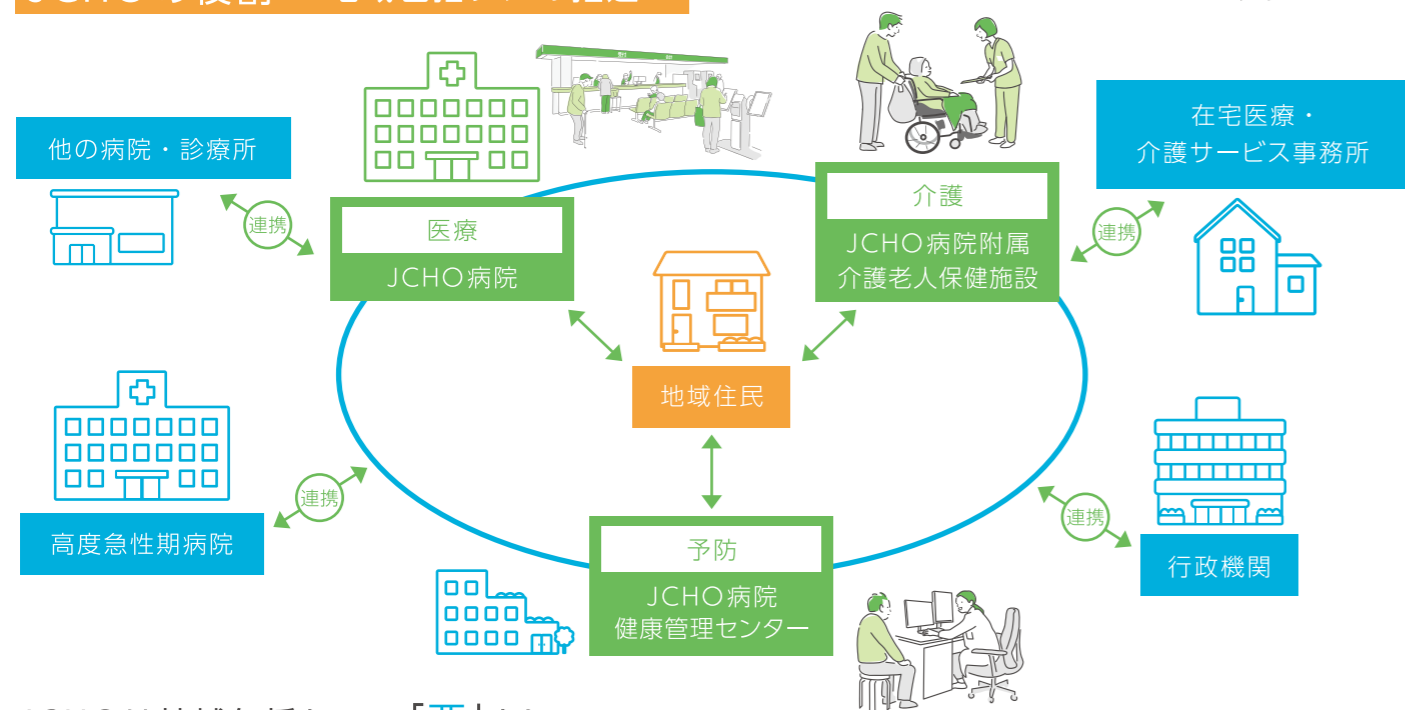 他の病院・診療所
連携
医療
JCHO病院
介護
JCHO病院附属
介護老人保健施設
連携
在宅医療・
介護サービス事務所
地域住民
高度急性期病院
連携
予防
JCHO病院
健康管理センター
連携
行政機関